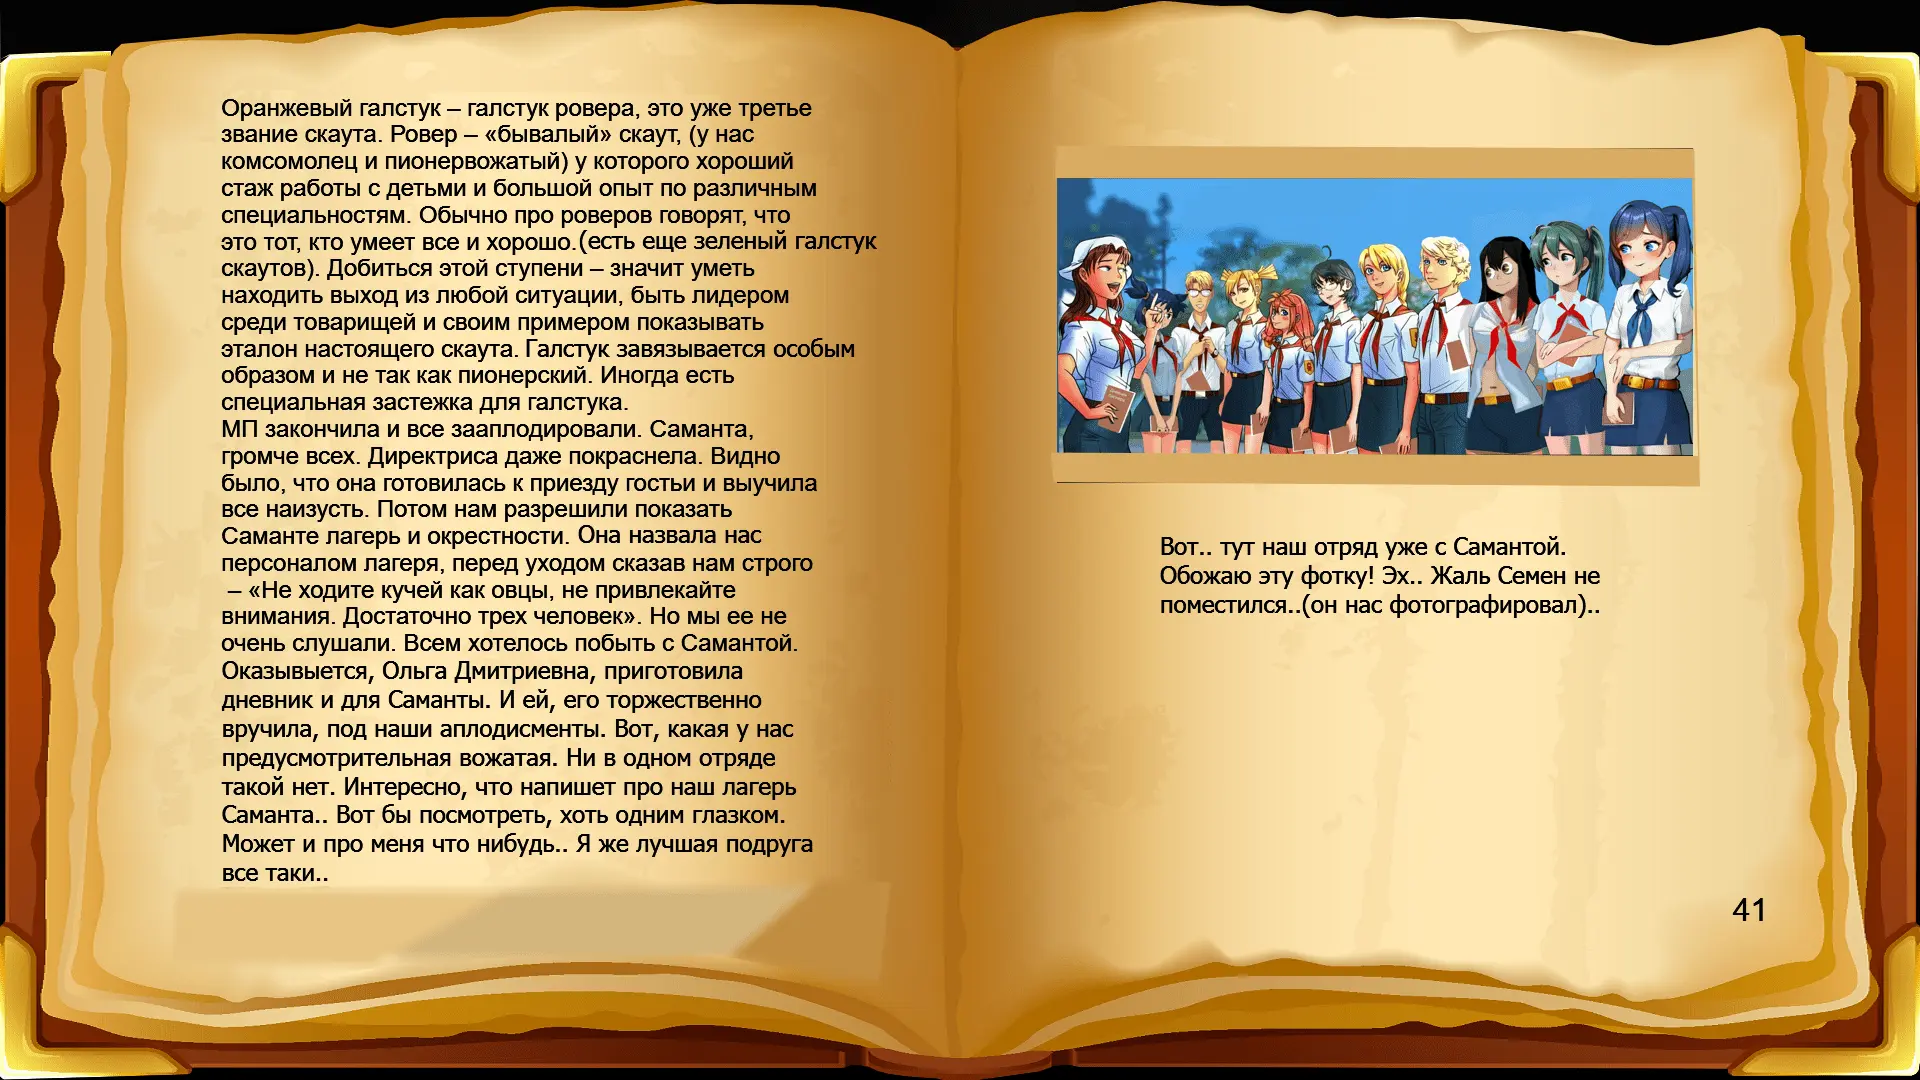 Оранжевый галстук – галстук ровера, это уже третье
звание скаута. Ровер – «бывалый» скаут, (у нас
комсомолец и пионервожатый) у которого хороший
стаж работы с детьми и большой опыт по различным
специальностям. Обычно про роверов говорят, что
это тот, кто умеет все и хорошо.(есть еще зеленый галстук
скаутов). Добиться этой ступени – значит уметь
находить выход из любой ситуации, быть лидером
среди товарищей и своим примером показывать
эталон настоящего скаута. Галстук завязывается особым
образом и не так как пионерский. Иногда есть
специальная застежка для галстука.
МП закончила и все зааплодировали. Саманта,
громче всех. Директриса даже покраснела. Видно
было, что она готовилась к приезду гостьи и выучила
все наизусть. Потом нам разрешили показать
Саманте лагерь и окрестности. Она назвала нас
персоналом лагеря, перед уходом сказав нам строго
– «Не ходите кучей как овцы, не привлекайте
внимания. Достаточно трех человек». Но мы ее не
очень слушали. Всем хотелось побыть с Самантой.
Оказывыется, Ольга Дмитриевна, приготовила
дневник и для Саманты. И ей, его торжественно
вручила, под наши аплодисменты. Вот, какая у нас
предусмотрительная вожатая. Ни в одном отряде
такой нет. Интересно, что напишет про наш лагерь
Саманта.. Вот бы посмотреть, хоть одним глазком.
Может и про меня что нибудь.. Я же лучшая подруга
все таки..
Вот.. тут наш отряд уже с Самантой.
Обожаю эту фотку! Эх.. Жаль Семен не
поместился..(он нас фотографировал)..
41